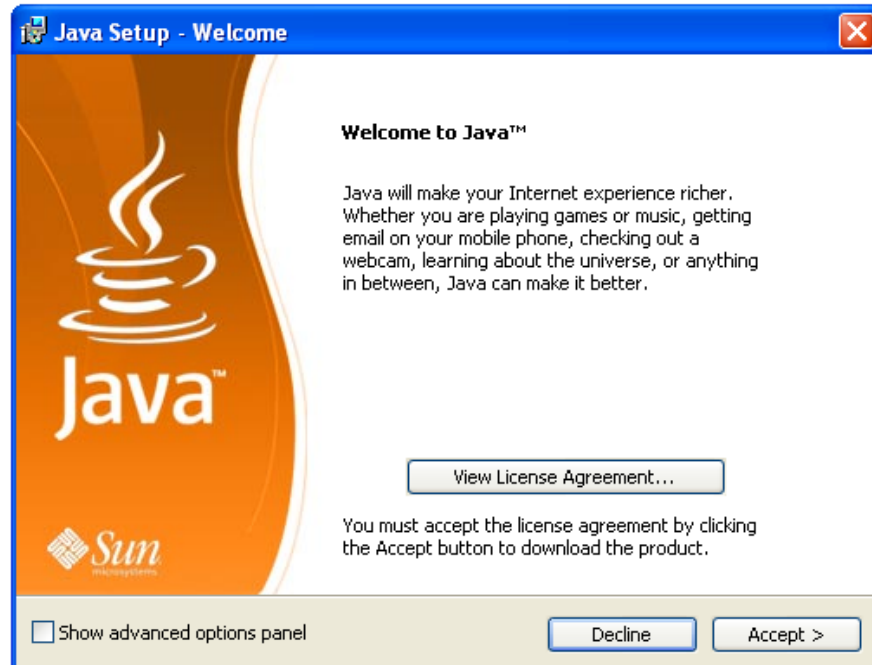 Java Setup - Welcome
Welcome to Java™
Java will make your Internet experience richer.
Whether you are playing games or music, getting
email on your mobile phone, checking out a
webcam, learning about the universe, or anything
in between, Java can make it better.
Java™
View License Agreement...
You must accept the license agreement by clicking
the Accept button to download the product.
Sun
microsystems
Show advanced options panel
Decline
Accept >